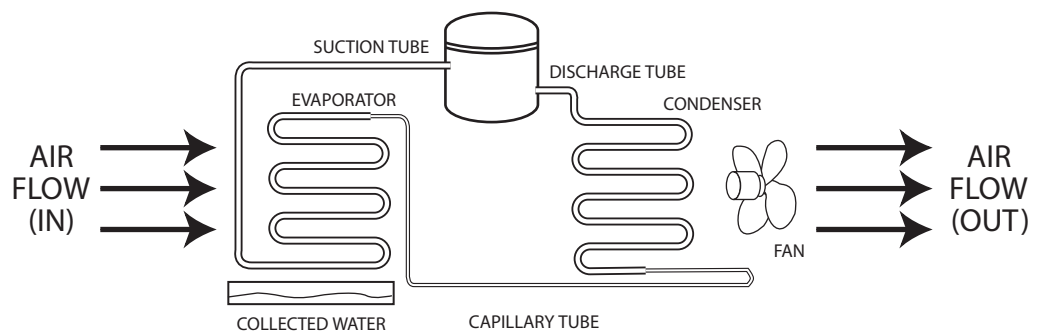 SUCTION TUBE
DISCHARGE TUBE
EVAPORATOR
CONDENSER
AIR
FLOW
(IN)
AIR
FLOW
(OUT)
FAN
COLLECTED WATER
CAPILLARY TUBE